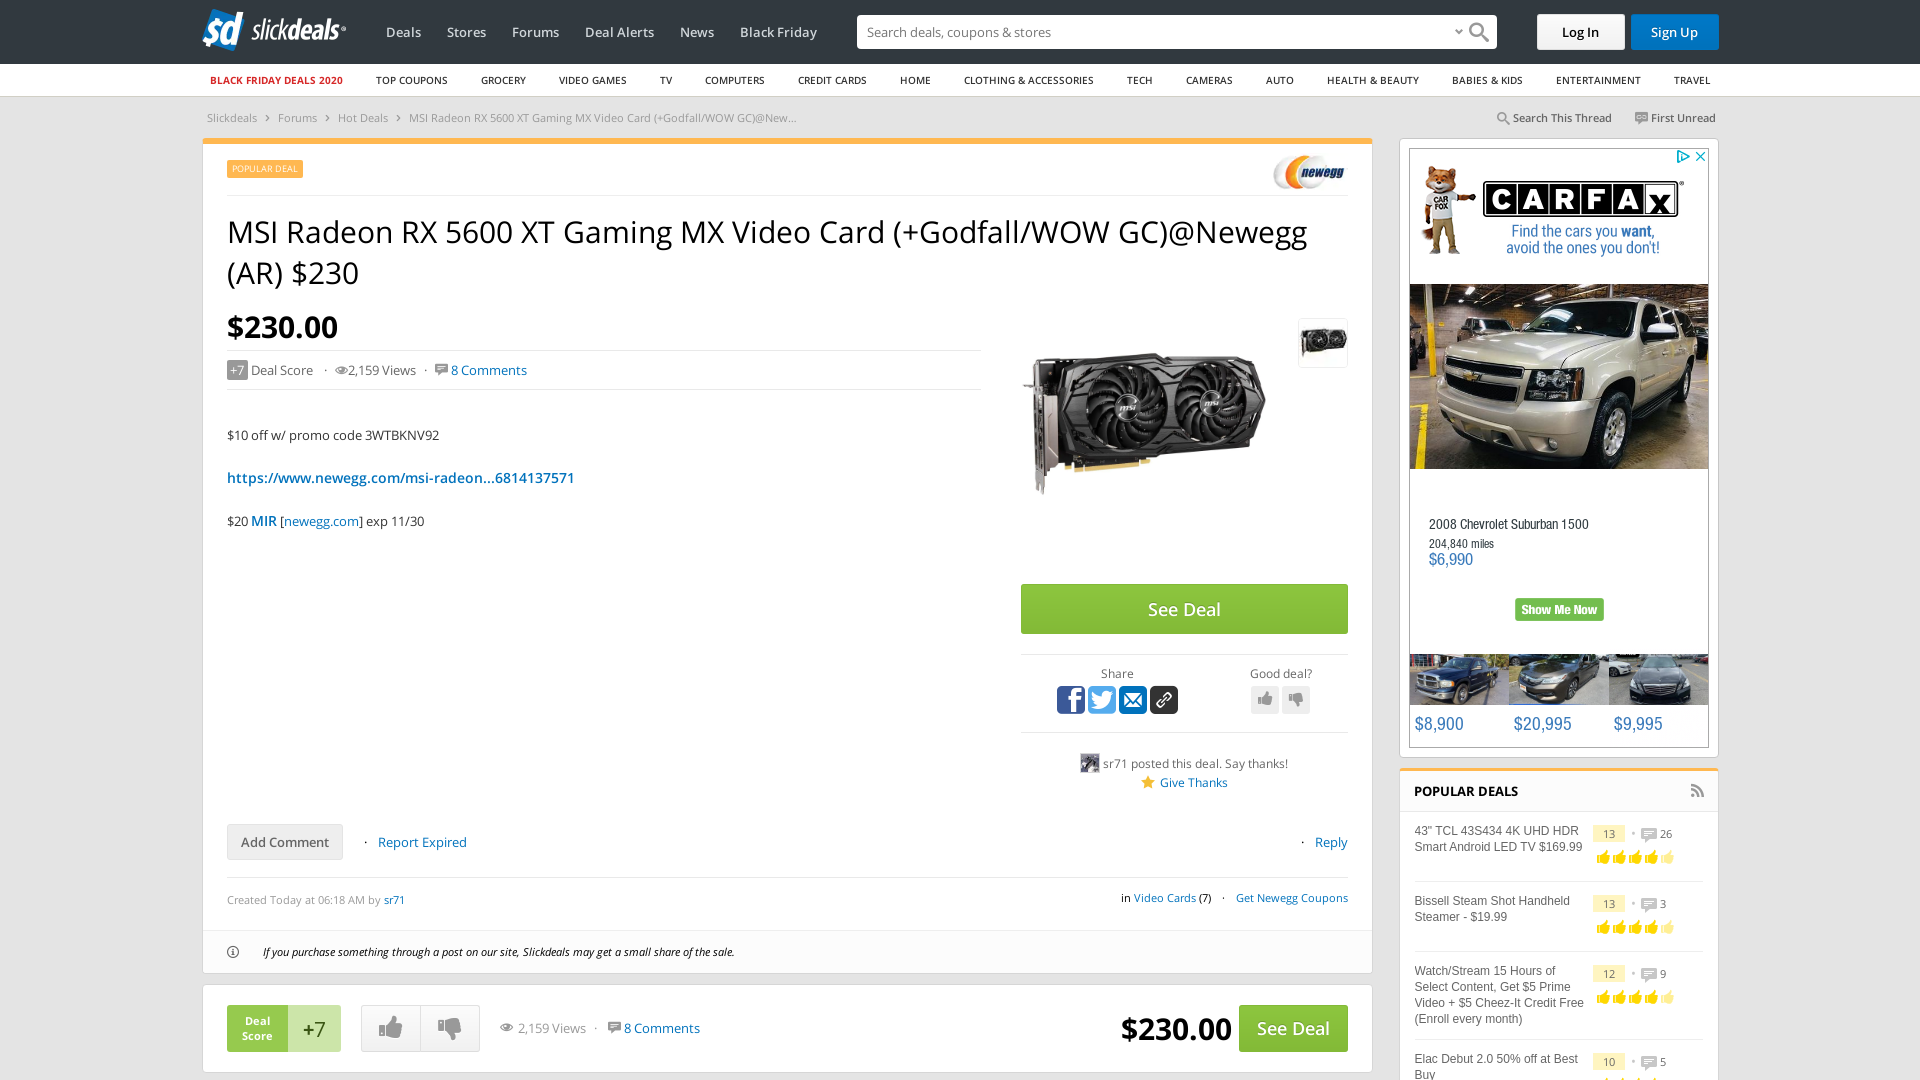 sd slickdeals
Deals Stores Forums Deal Alerts News Black Friday
Search deals, coupons & shopping
Log In
Sign Up
BLACK FRIDAY DEALS 2020 TOP COUPONS GROCERY VIDEO GAMES TV COMPUTERS CREDIT CARDS HOME CLOTHING & ACCESSORIES TECH CAMERAS AUTO HEALTH & BEAUTY BABIES & KIDS ENTERTAINMENT TRAVEL
Slickdeals › Forums › Hot Deals › MSI Radeon RX 5600 XT Gaming MX Video Card (+Godfall/WOW GC)@New...
Search This Thread
First Unread
POPULAR DEAL
newegg
MSI Radeon RX 5600 XT Gaming MX Video Card (+Godfall/WOW GC)@Newegg
(AR) $230
$230.00
+7 Deal Score · 2,159 Views · 8 Comments
$10 off w/ promo code 3WTBKNV92
https://www.newegg.com/msi-radeon...6814137571
$20 MIR [newegg.com] exp 11/30
msi
msi
See Deal
Share
Good deal?
sr71 posted this deal. Say thanks!
Give Thanks
Add Comment · Report Expired
· Reply
Created Today at 06:18 AM by sr71
in Video Cards (7) · Get Newegg Coupons
If you purchase something through a post on our site, Slickdeals may get a small share of the sale.
Deal
Score
+7
2,159 Views · 8 Comments
$230.00
See Deal
CAR
FOX
CARFAX
Find the cars you want,
avoid the ones you don't!
2008 Chevrolet Suburban 1500
204,840 miles
$6,990
Show Me Now
$8,900
$20,995
$9,995
POPULAR DEALS
43" TCL 43S434 4K UHD HDR
Smart Android LED TV $169.99
13 • 26
Bissell Steam Shot Handheld
Steamer - $19.99
13 • 3
Watch/Stream 15 Hours of
Select Content, Get $5 Prime
Video + $5 Cheez-It Credit Free
(Enroll every month)
12 • 9
Elac Debut 2.0 50% off at Best
Buy
10 • 5